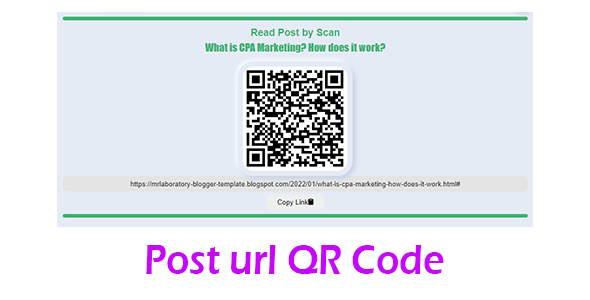 Read Post by Scan
What is CPA Marketing? How does it work?
https://mrlaboratory-blogger-template.blogspot.com/2022/01/what-is-cpa-marketing-how-does-it-work.html#
Copy Link
Post url QR Code